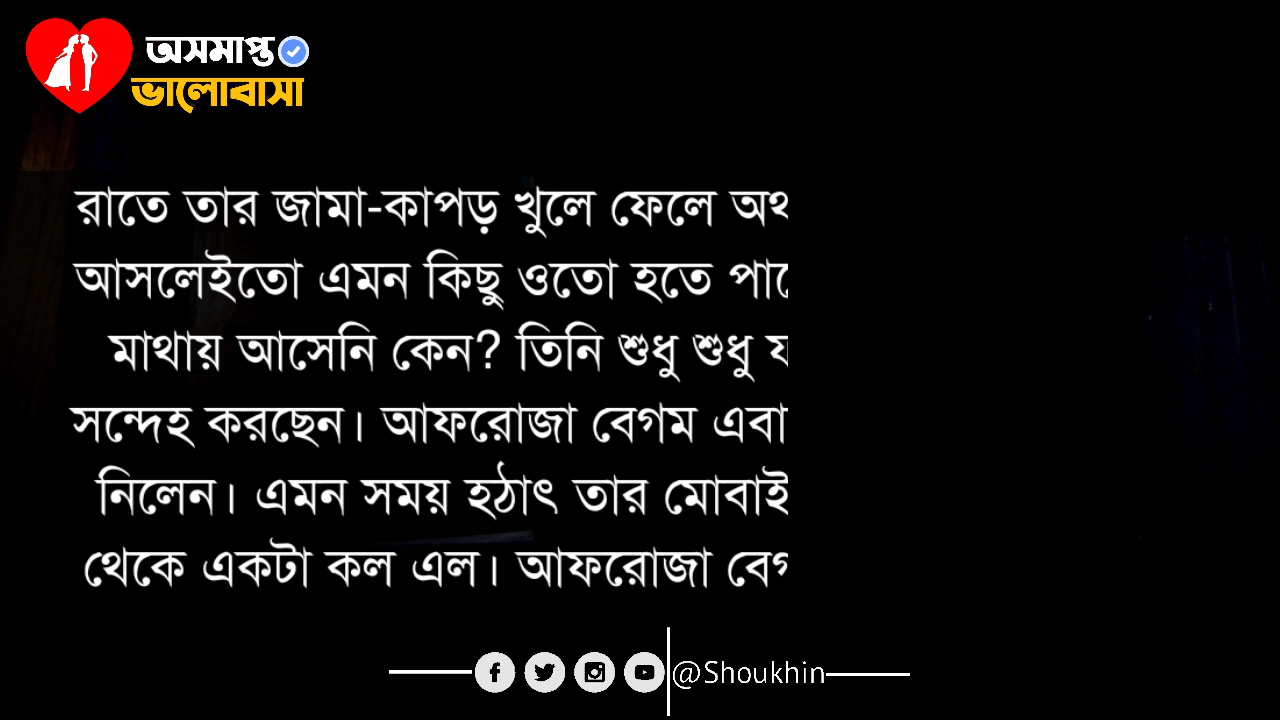 অসমাপ্ত
ভালোবাসা
রাতে তার জামা-কাপড় খুলে ফেলে
আসলেইতো এমন কিছু ওতো হতে
মাথায় আসেনি কেন? তিনি শুধু শুধু
সন্দেহ করছেন। আফরোজা বেগম
নিলেন। এমন সময় হঠাৎ তার
থেকে একটা কল এল। আফরোজা
@Shoukhin